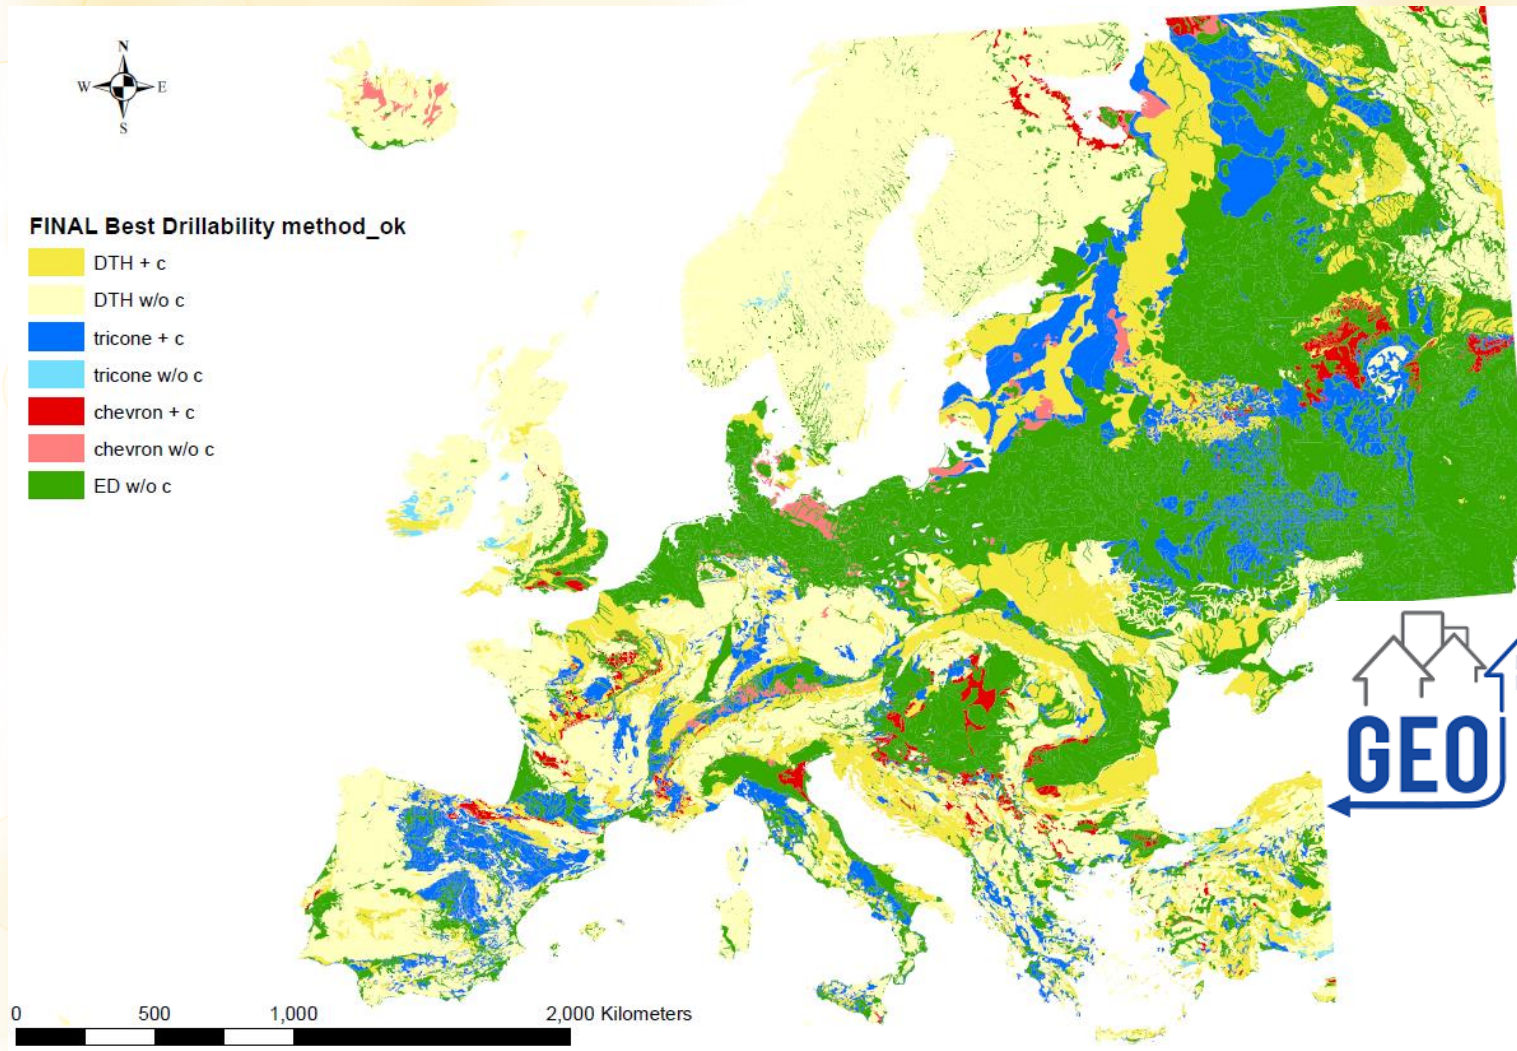 N
W E
S
FINAL Best Drillability method_ok
DTH + c
DTH w/o c
tricone + c
tricone w/o c
chevron + c
chevron w/o c
ED w/o c
GEO
0 500 1,000 2,000 Kilometers